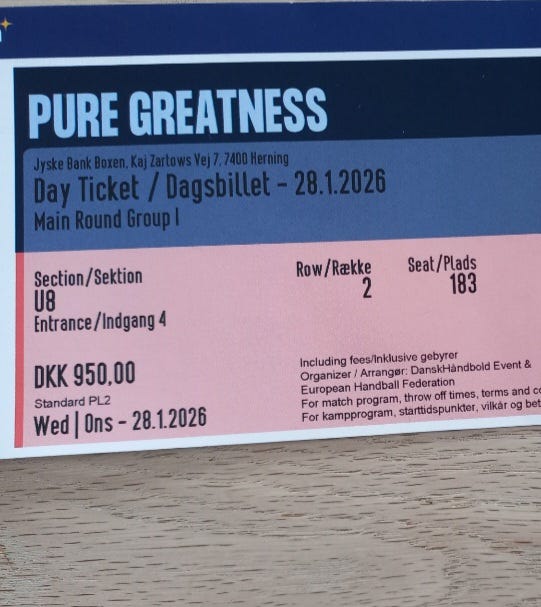 PURE GREATNESS
Jyske Bank Boxen, Kaj Zartows Vej 7, 7400 Herning
Day Ticket / Dagsbillet - 28.1.2026
Main Round Group I
Section/Sektion
U8
Entrance/Indgang 4
Row/Række
2
Seat/Plads
183
DKK 950,00
Standard PL2
Wed | Ons - 28.1.2026
Including fees/Inklusive gebyrer
Organizer / Arrangør: DanskHåndbold Event &
European Handball Federation
For match program, throw off times, terms and co
For kampprogram, starttidspunkter, vilkår og bet